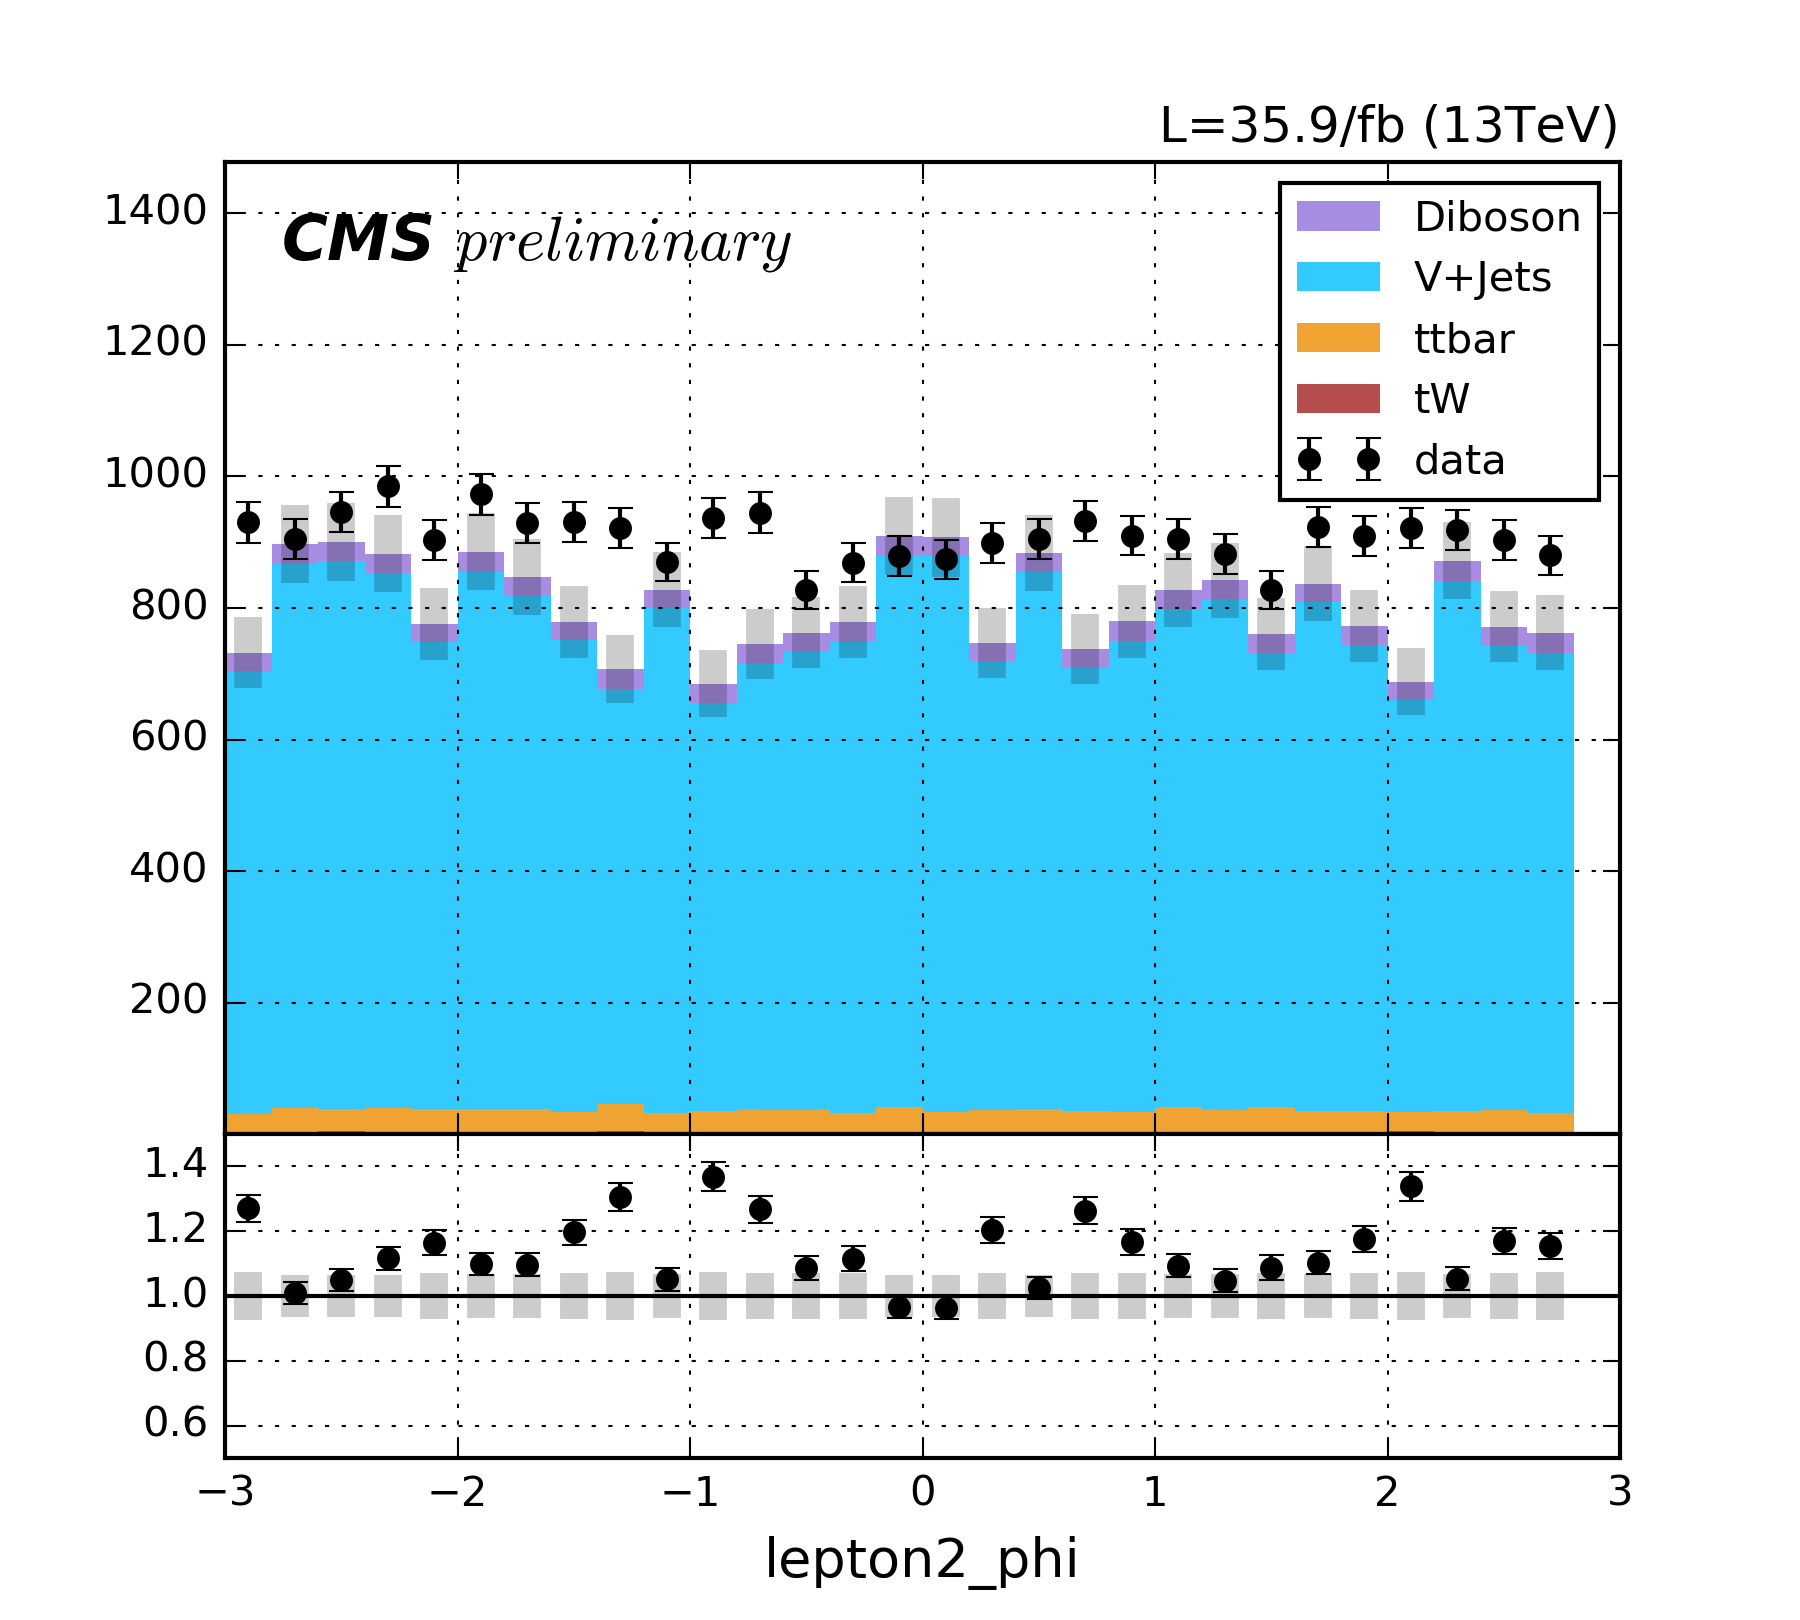 L=35.9/fb (13TeV)
CMS preliminary
1400
1200
1000
800
600
400
200
Diboson
V+Jets
ttbar
tW
data
1.4
1.2
1.0
0.8
0.6
−3 −2 −1 0 1 2 3
lepton2_phi